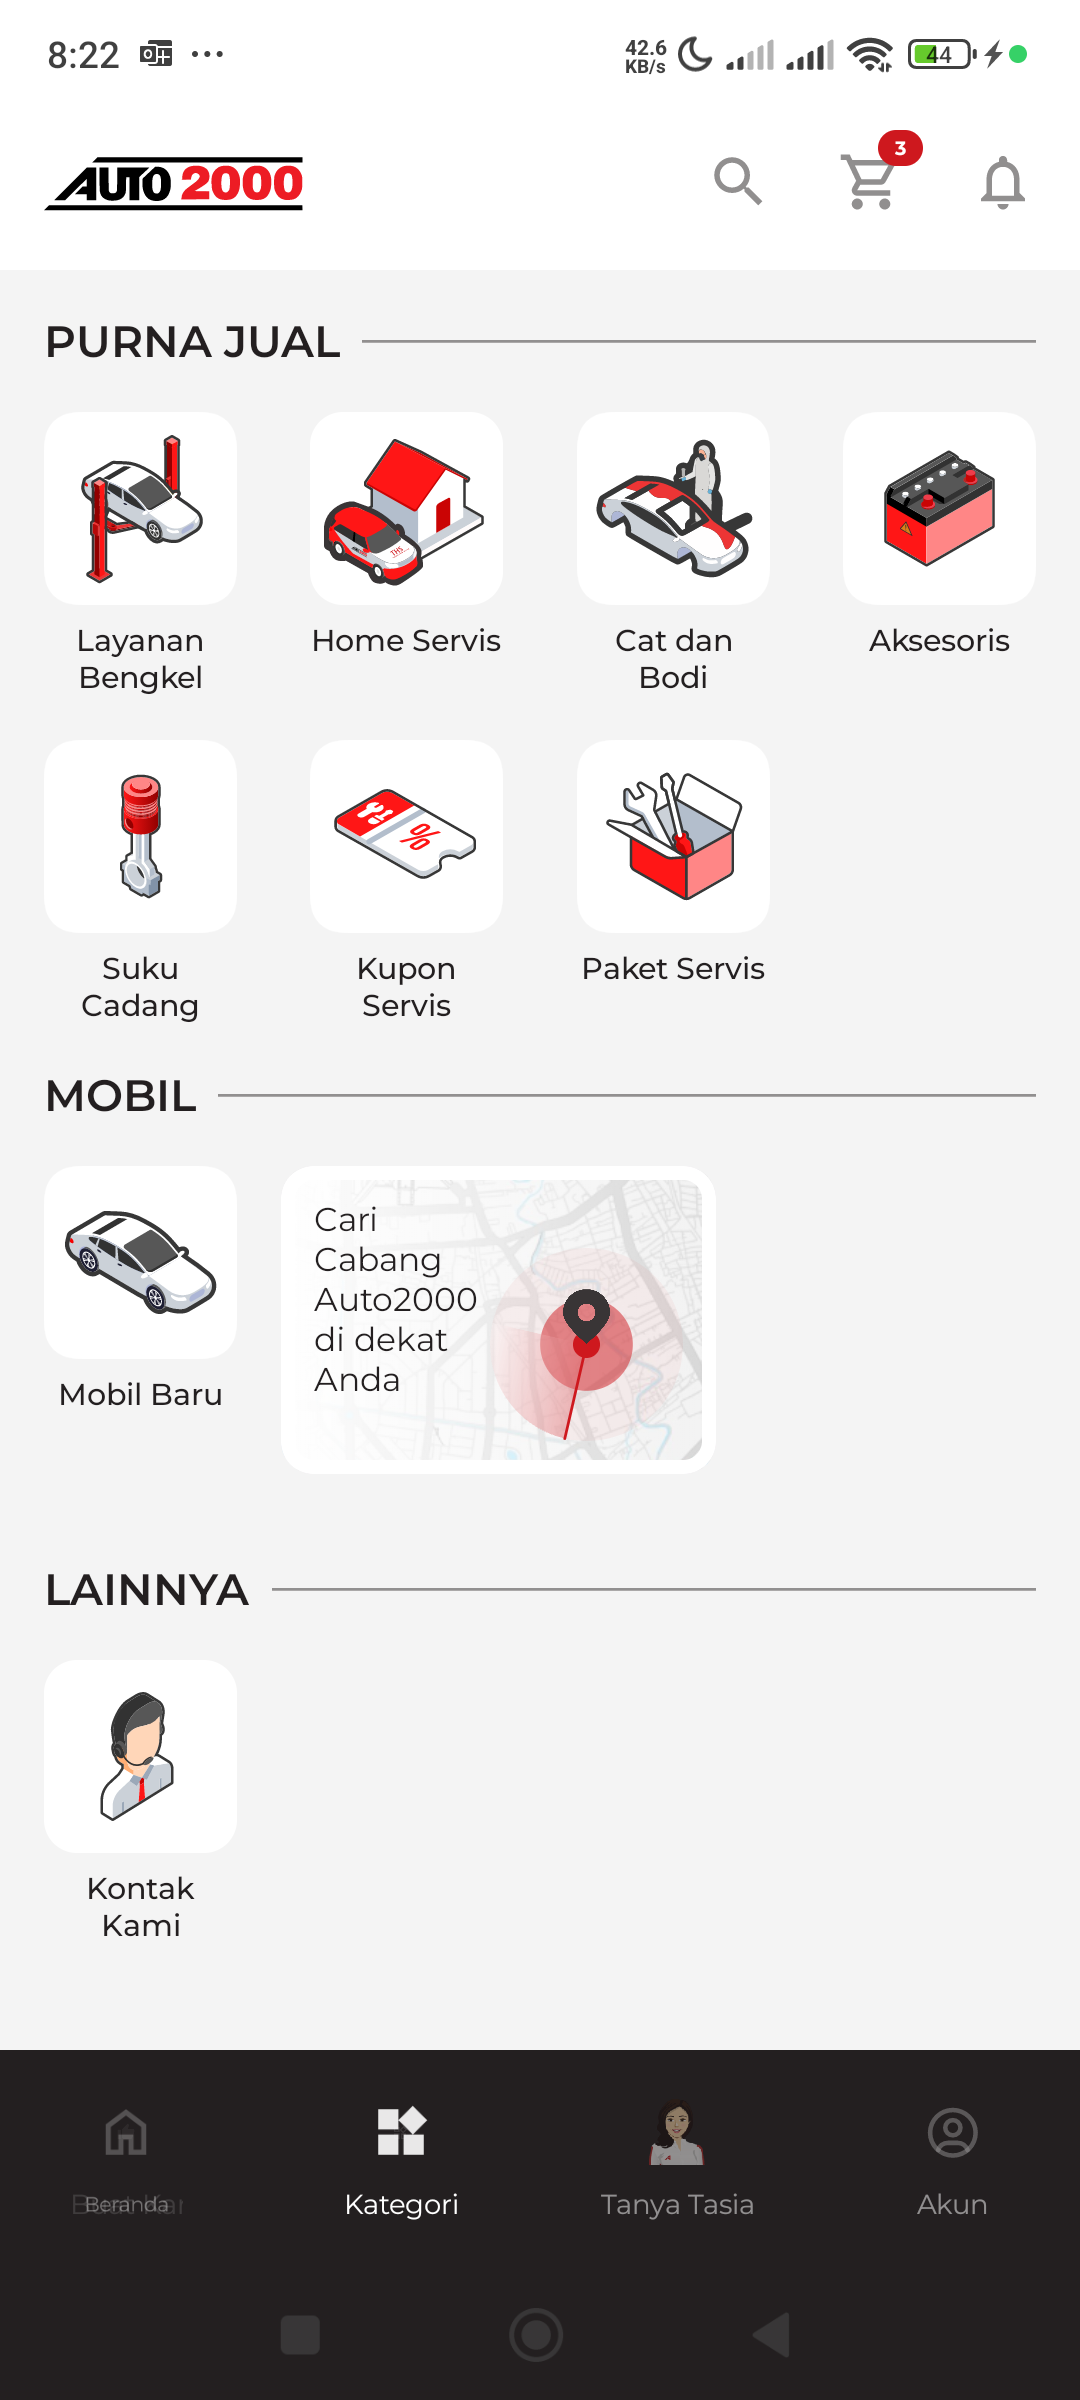 8:22
42.6
KB/s
44
AUTO 2000
3
PURNA JUAL
Layanan
Bengkel
Home Servis
Cat dan
Bodi
Aksesoris
Suku
Cadang
Kupon
Servis
Paket Servis
MOBIL
Mobil Baru
Cari
Cabang
Auto2000
di dekat
Anda
LAINNYA
Kontak
Kami
Beranda
Kategori
Tanya Tasia
Akun